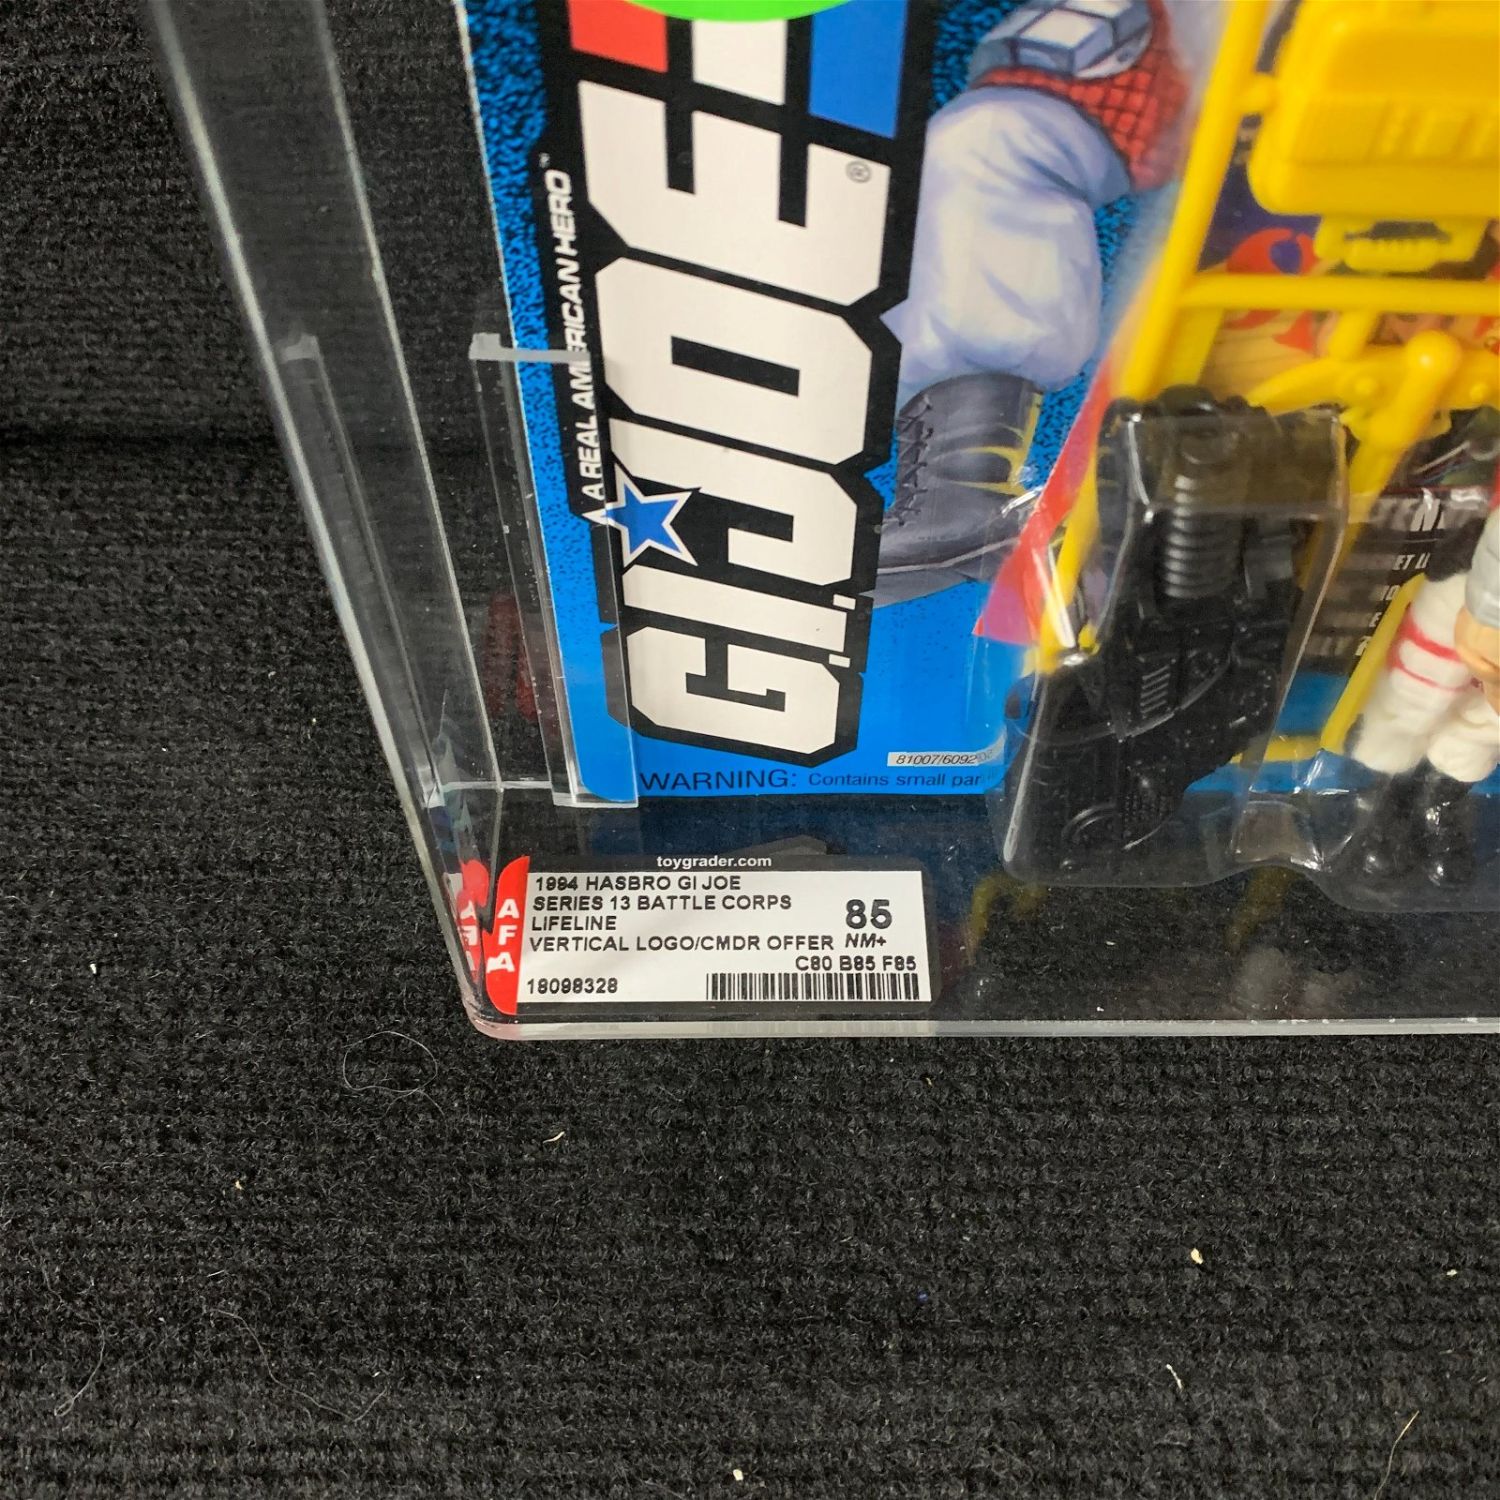 A REAL AMERICAN HERO™
G.I. JOE®
81007/6092
WARNING: Contains small par
toygrader.com
AFA
1994 HASBRO GI JOE
SERIES 13 BATTLE CORPS
LIFELINE
VERTICAL LOGO/CMDR OFFER
85
NM+
C80 B85 F85
18098328